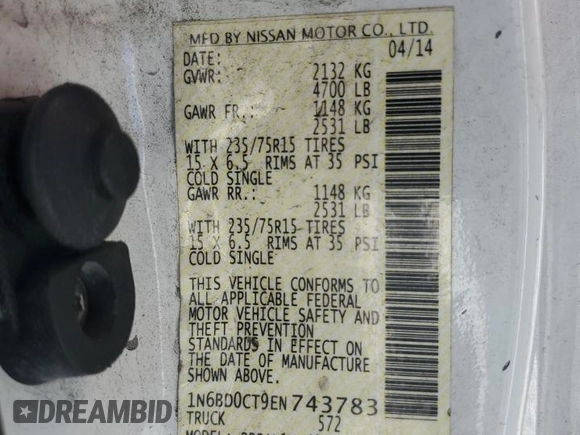 MFD BY NISSAN MOTOR CO., LTD.
DATE: 04/14
GVWR: 2132 KG
4700 LB
GAWR FR.: 1148 KG
2531 LB
WITH 235/75R15 TIRES
15 X 6.5 RIMS AT 35 PSI
COLD SINGLE
GAWR RR.: 1148 KG
2531 LB
WITH 235/75R15 TIRES
15 X 6.5 RIMS AT 35 PSI
COLD SINGLE
THIS VEHICLE CONFORMS TO
ALL APPLICABLE FEDERAL
MOTOR VEHICLE SAFETY AND
THEFT PREVENTION
STANDARDS IN EFFECT ON
THE DATE OF MANUFACTURE
SHOWN ABOVE.
1N6BD0CT9EN743783
TRUCK 572
MODEL:
DREAMBID